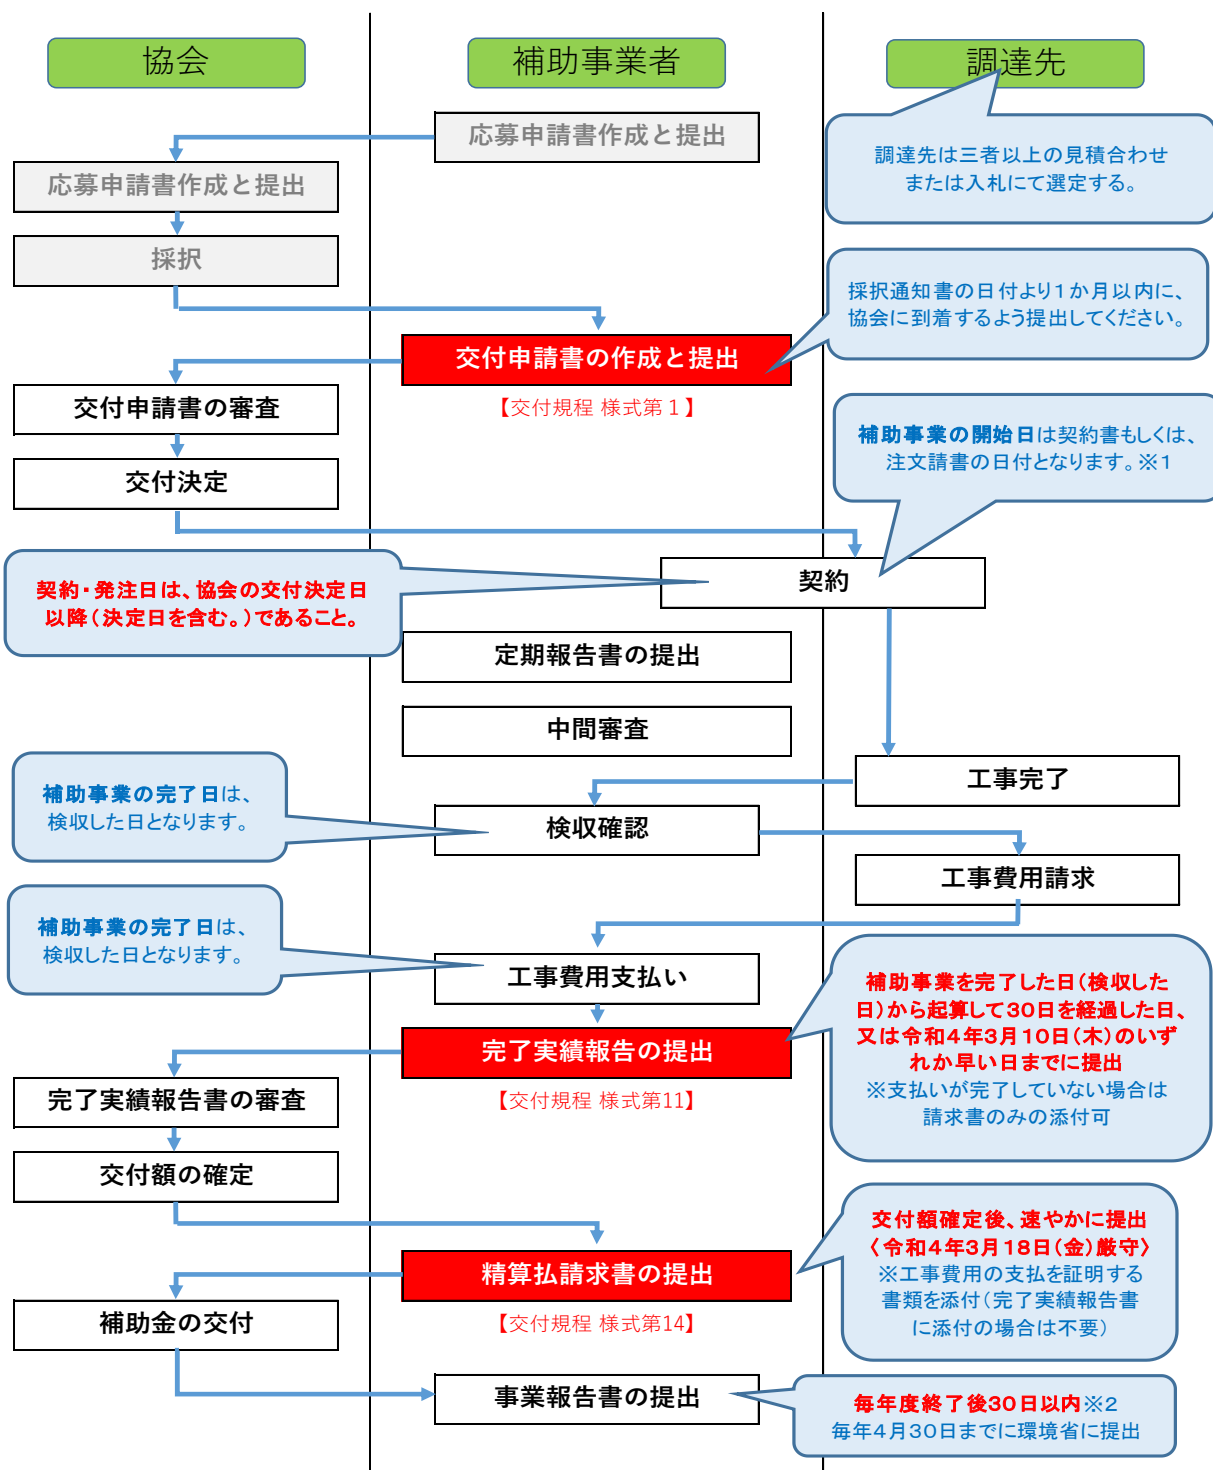 協会
補助事業者
調達先
応募申請書作成と提出
調達先は三者以上の見積合わせ
または入札にて選定する。
応募申請書作成と提出
採択
採択通知書の日付より1か月以内に、
協会に到着するよう提出してください。
交付申請書の作成と提出
【交付規程 様式第1】
交付申請書の審査
補助事業の開始日は契約書もしくは、
注文請書の日付となります。※1
交付決定
契約・発注日は、協会の交付決定日
以降(決定日を含む。)であること。
契約
定期報告書の提出
中間審査
工事完了
補助事業の完了日は、
検収した日となります。
検収確認
工事費用請求
補助事業の完了日は、
検収した日となります。
工事費用支払い
補助事業を完了した日(検収した
日)から起算して30日を経過した日、
又は令和4年3月10日(木)のいず
れか早い日までに提出
※支払いが完了していない場合は
請求書のみの添付可
完了実績報告の提出
【交付規程 様式第11】
完了実績報告書の審査
交付額の確定
交付額確定後、速やかに提出
〈令和4年3月18日(金)厳守〉
※工事費用の支払を証明する
書類を添付(完了実績報告書
に添付の場合は不要)
精算払請求書の提出
【交付規程 様式第14】
補助金の交付
事業報告書の提出
毎年度終了後30日以内※2
毎年4月30日までに環境省に提出